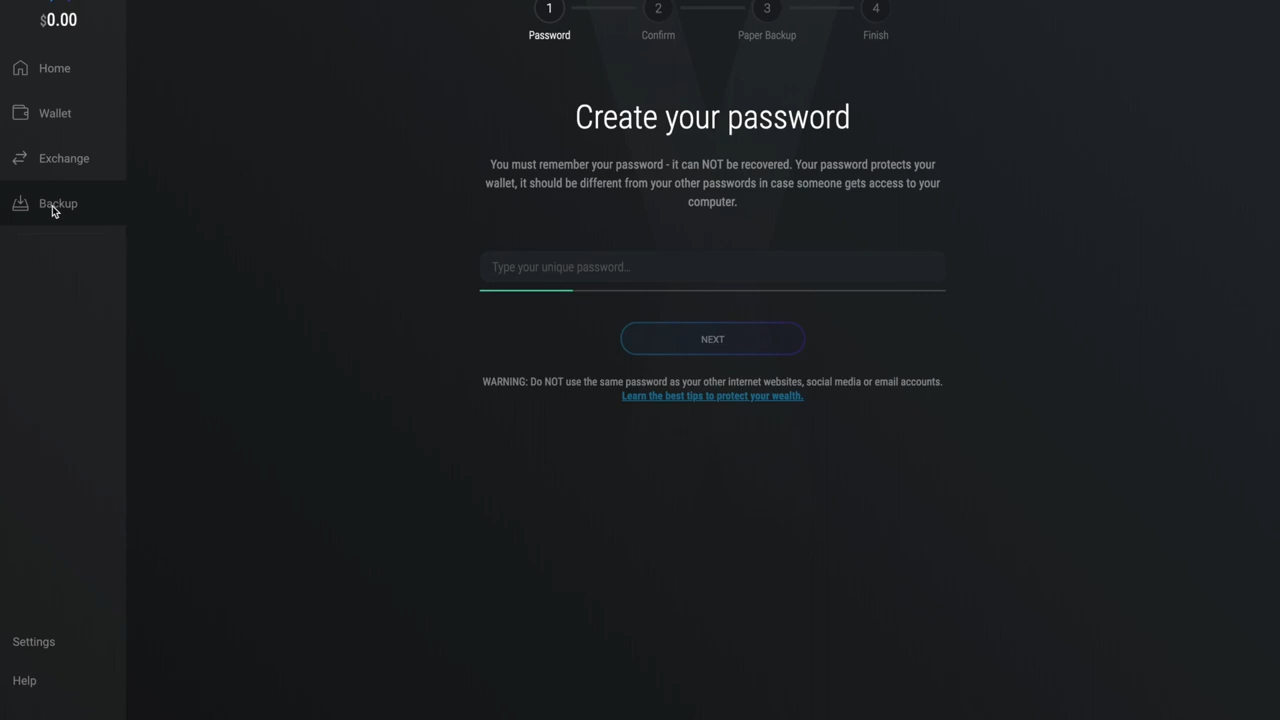 $0.00
Home
Wallet
Exchange
Backup
Settings
Help
1
2
3
4
Password
Confirm
Paper Backup
Finish
Create your password
You must remember your password - it can NOT be recovered. Your password protects your
wallet, it should be different from your other passwords in case someone gets access to your
computer.
Type your unique password...
NEXT
WARNING: Do NOT use the same password as your other internet websites, social media or email accounts.
Learn the best tips to protect your wealth.